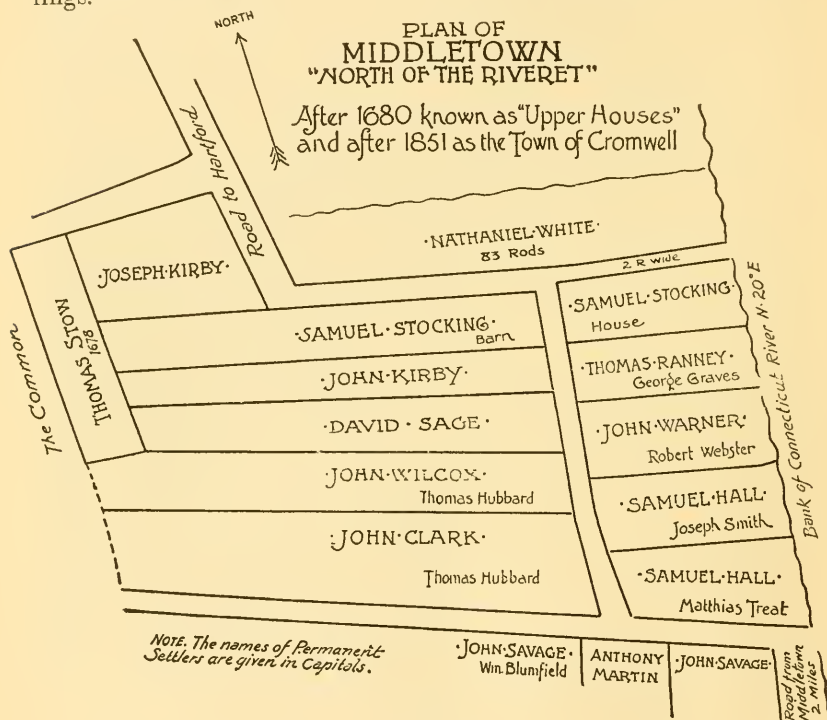 PLAN OF
MIDDLETOWN
"NORTH OF THE RIVERET"
After 1680 known as "Upper Houses"
and after 1851 as the Town of Cromwell
NORTH
Road to Hertford
·NATHANIEL·WHITE·
83 Rods
2 R wide
·JOSEPH·KIRBY·
THOMAS STOW
1678
The Common
·SAMUEL·STOCKING·
Barn
·JOHN·KIRBY·
·DAVID·SAGE·
·JOHN·WILCOX·
Thomas Hubbard
·JOHN·CLARK·
Thomas Hubbard
·SAMUEL·STOCKING·
House
·THOMAS·RANNEY·
George Graves
·JOHN·WARNER·
Robert Webster
·SAMUEL·HALL·
Joseph Smith
·SAMUEL·HALL·
Matthias Treat
Bank of Connecticut River N. 20° E
NOTE. The names of Permanent
Settlers are given in Capitals.
·JOHN·SAVAGE·
Wm. Blumfield
ANTHONY
MARTIN
·JOHN·SAVAGE·
Road from
Middletown
2 Miles